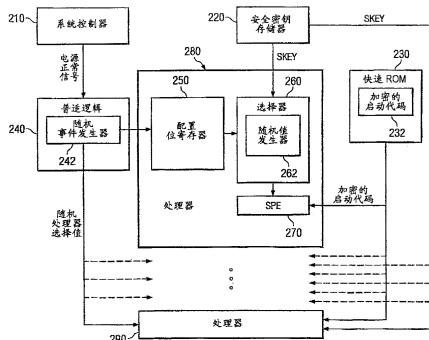 210
系统控制器
电源
正常
信号
220
安全密钥
存储器
SKEY
SKEY
230
快速 ROM
加密的
启动代码
232
280
250
配置
位寄存器
260
选择器
随机值
发生器
262
240
普适逻辑
随机
事件发生器
242
处理器
SPE
270
加密的
启动代码
随机
处理器
选择值
处理器
290